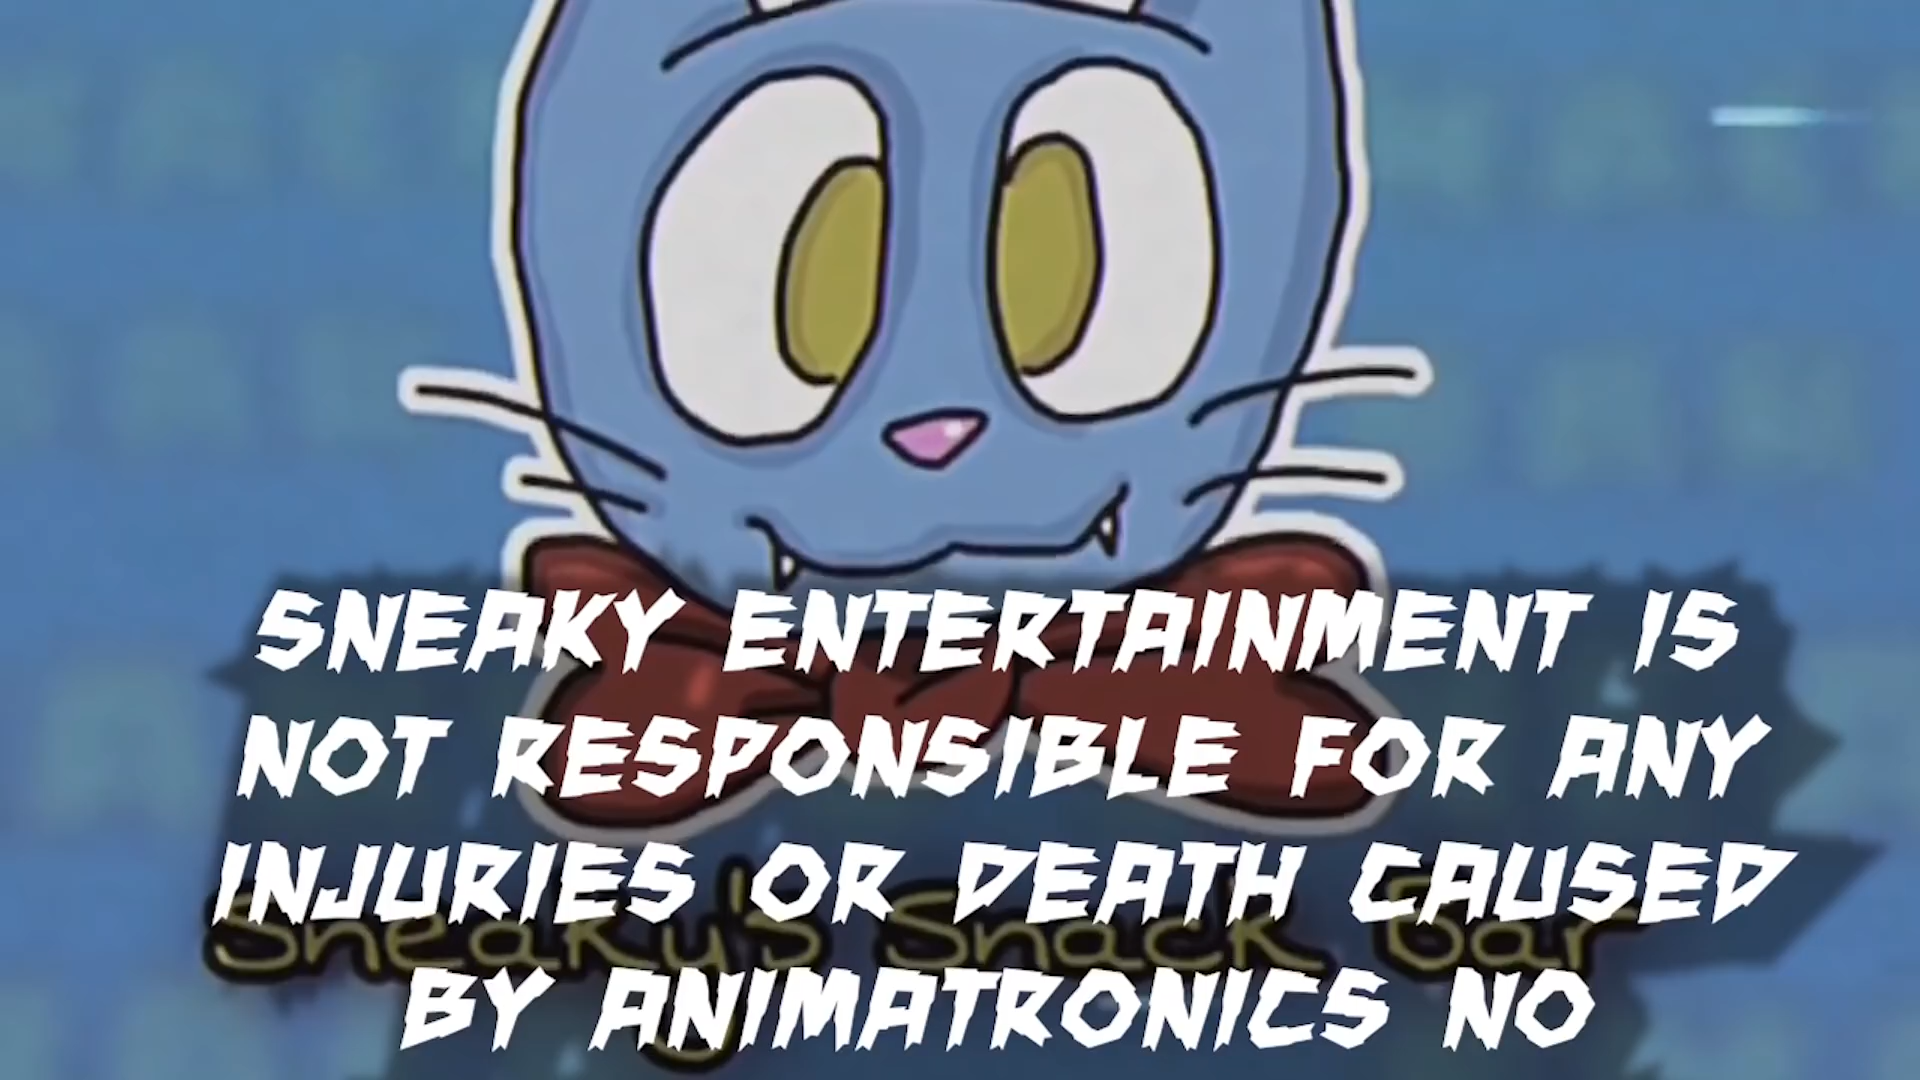 SNEAKY ENTERTAINMENT IS
NOT RESPONSIBLE FOR ANY
INJURIES OR DEATH CAUSED
Sneaky's Snack Bar
BY ANIMATRONICS NO